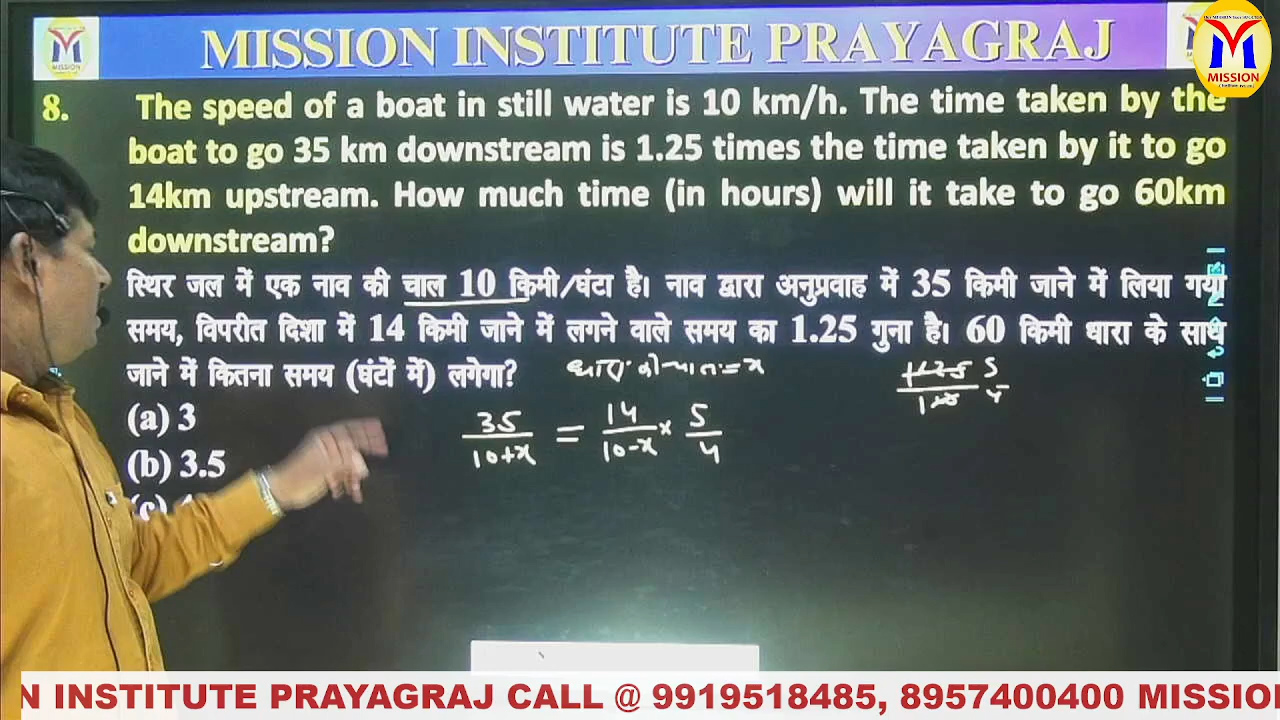 MISSION INSTITUTE PRAYAGRAJ
MISSION
MISSION
8. The speed of a boat in still water is 10 km/h. The time taken by the
boat to go 35 km downstream is 1.25 times the time taken by it to go
14km upstream. How much time (in hours) will it take to go 60km
downstream?
स्थिर जल में एक नाव की चाल 10 किमी/घंटा है। नाव द्वारा अनुप्रवाह में 35 किमी जाने में लिया गया
समय, विपरीत दिशा में 14 किमी जाने में लगने वाले समय का 1.25 गुना है। 60 किमी धारा के साथ
जाने में कितना समय (घंटों में) लगेगा?
= x
(a) 3
35/10+x = 14/10-x × 5/4
(b) 3.5
(c)
N INSTITUTE PRAYAGRAJ CALL @ 9919518485, 8957400400 MISSIO